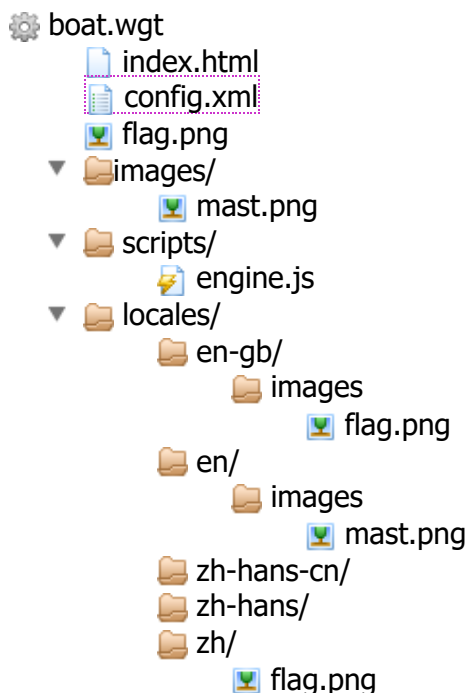 boat.wgt
index.html
config.xml
flag.png
images/
mast.png
scripts/
engine.js
locales/
en-gb/
images
flag.png
en/
images
mast.png
zh-hans-cn/
zh-hans/
zh/
flag.png